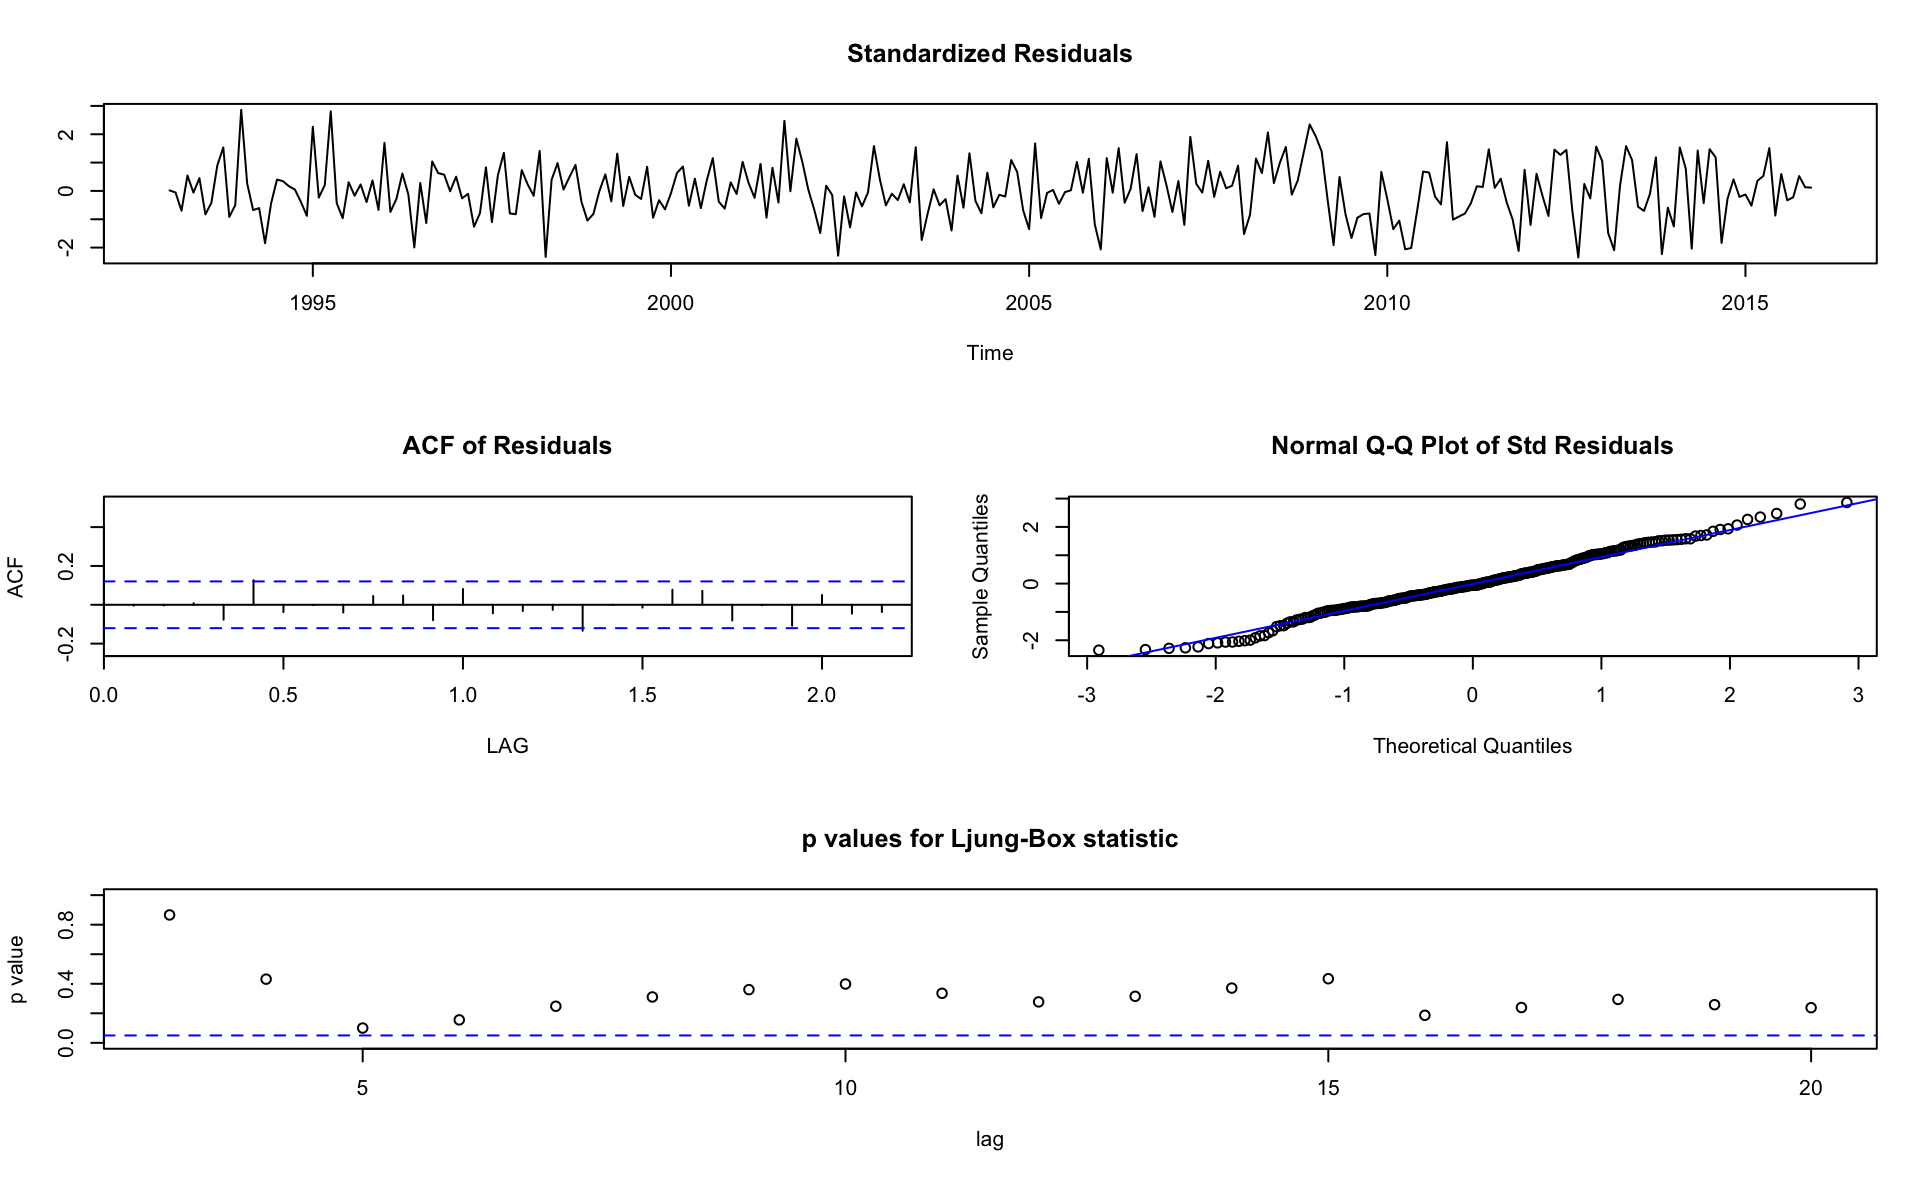 Standardized Residuals
2
0
-2
1995 2000 2005 2010 2015
Time
ACF of Residuals
ACF
0.2
-0.2
0.0 0.5 1.0 1.5 2.0
LAG
Normal Q-Q Plot of Std Residuals
Sample Quantiles
2
0
-2
-3 -2 -1 0 1 2 3
Theoretical Quantiles
p values for Ljung-Box statistic
p value
0.8
0.4
0.0
5 10 15 20
lag